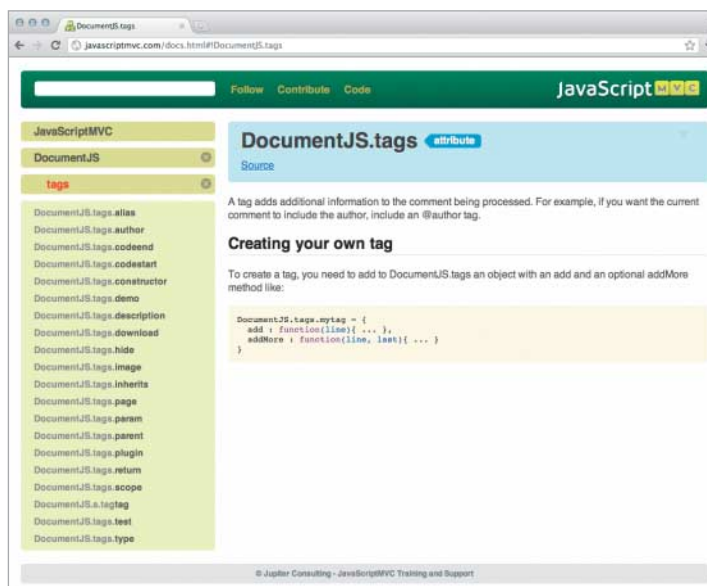 DocumentJS.tags
javascriptmvc.com/docs.html#!DocumentJS.tags
Follow Contribute Code
JavaScript MVC
JavaScriptMVC
DocumentJS
tags
DocumentJS.tags.alias
DocumentJS.tags.author
DocumentJS.tags.codeend
DocumentJS.tags.codestart
DocumentJS.tags.constructor
DocumentJS.tags.demo
DocumentJS.tags.description
DocumentJS.tags.download
DocumentJS.tags.hide
DocumentJS.tags.image
DocumentJS.tags.inherits
DocumentJS.tags.page
DocumentJS.tags.param
DocumentJS.tags.parent
DocumentJS.tags.plugin
DocumentJS.tags.return
DocumentJS.tags.scope
DocumentJS.s.tagtag
DocumentJS.tags.test
DocumentJS.tags.type
DocumentJS.tags attribute
Source
A tag adds additional information to the comment being processed. For example, if you want the current
comment to include the author, include an @author tag.
Creating your own tag
To create a tag, you need to add to DocumentJS.tags an object with an add and an optional addMore
method like:
DocumentJS.tags.mytag = {
add : function(line){ ... },
addMore : function(line, last){ ... }
}
© Jupiter Consulting - JavaScriptMVC Training and Support